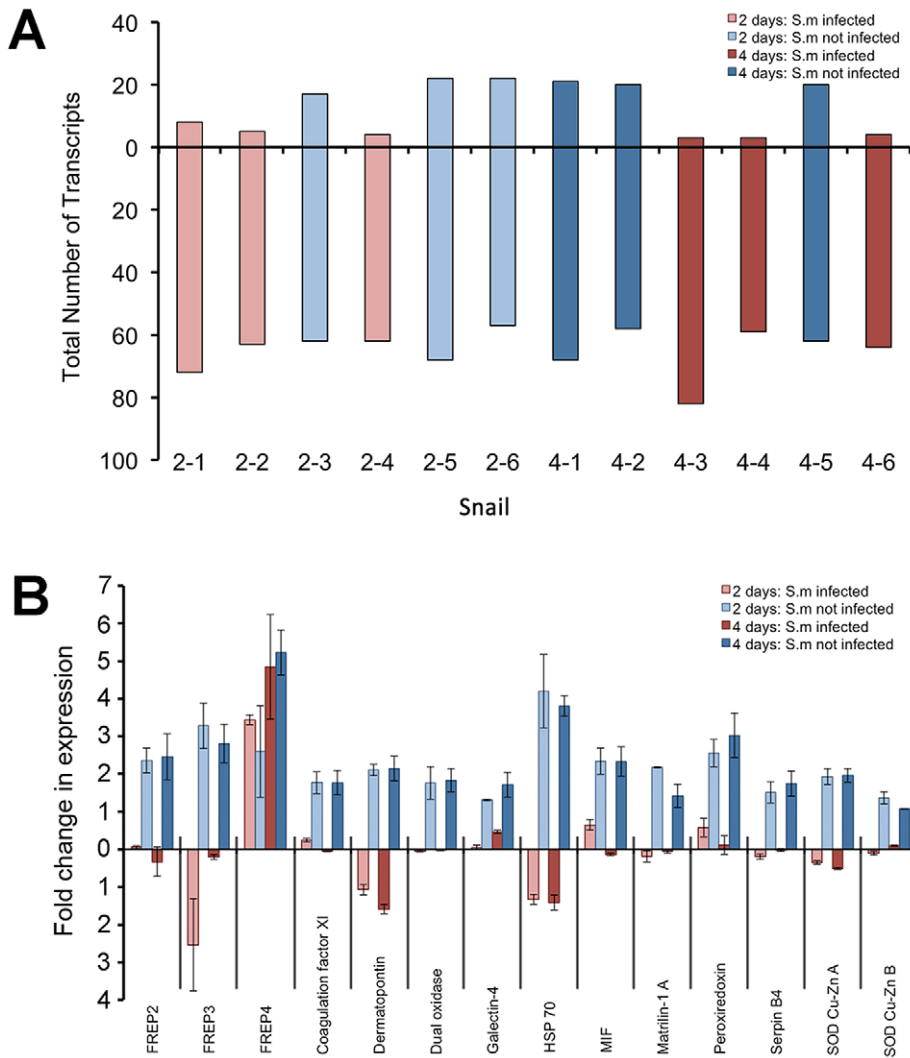 A
2 days: S.m infected
2 days: S.m not infected
4 days: S.m infected
4 days: S.m not infected
Total Number of Transcripts
40
20
0
20
40
60
80
100
2-1 2-2 2-3 2-4 2-5 2-6 4-1 4-2 4-3 4-4 4-5 4-6
Snail
B
2 days: S.m infected
2 days: S.m not infected
4 days: S.m infected
4 days: S.m not infected
Fold change in expression
7
6
5
4
3
2
1
0
1
2
3
4
FREP2
FREP3
FREP4
Coagulation factor XI
Dermatopontin
Dual oxidase
Galectin-4
HSP 70
MIF
Matrilin-1 A
Peroxiredoxin
Serpin B4
SOD Cu-Zn A
SOD Cu-Zn B